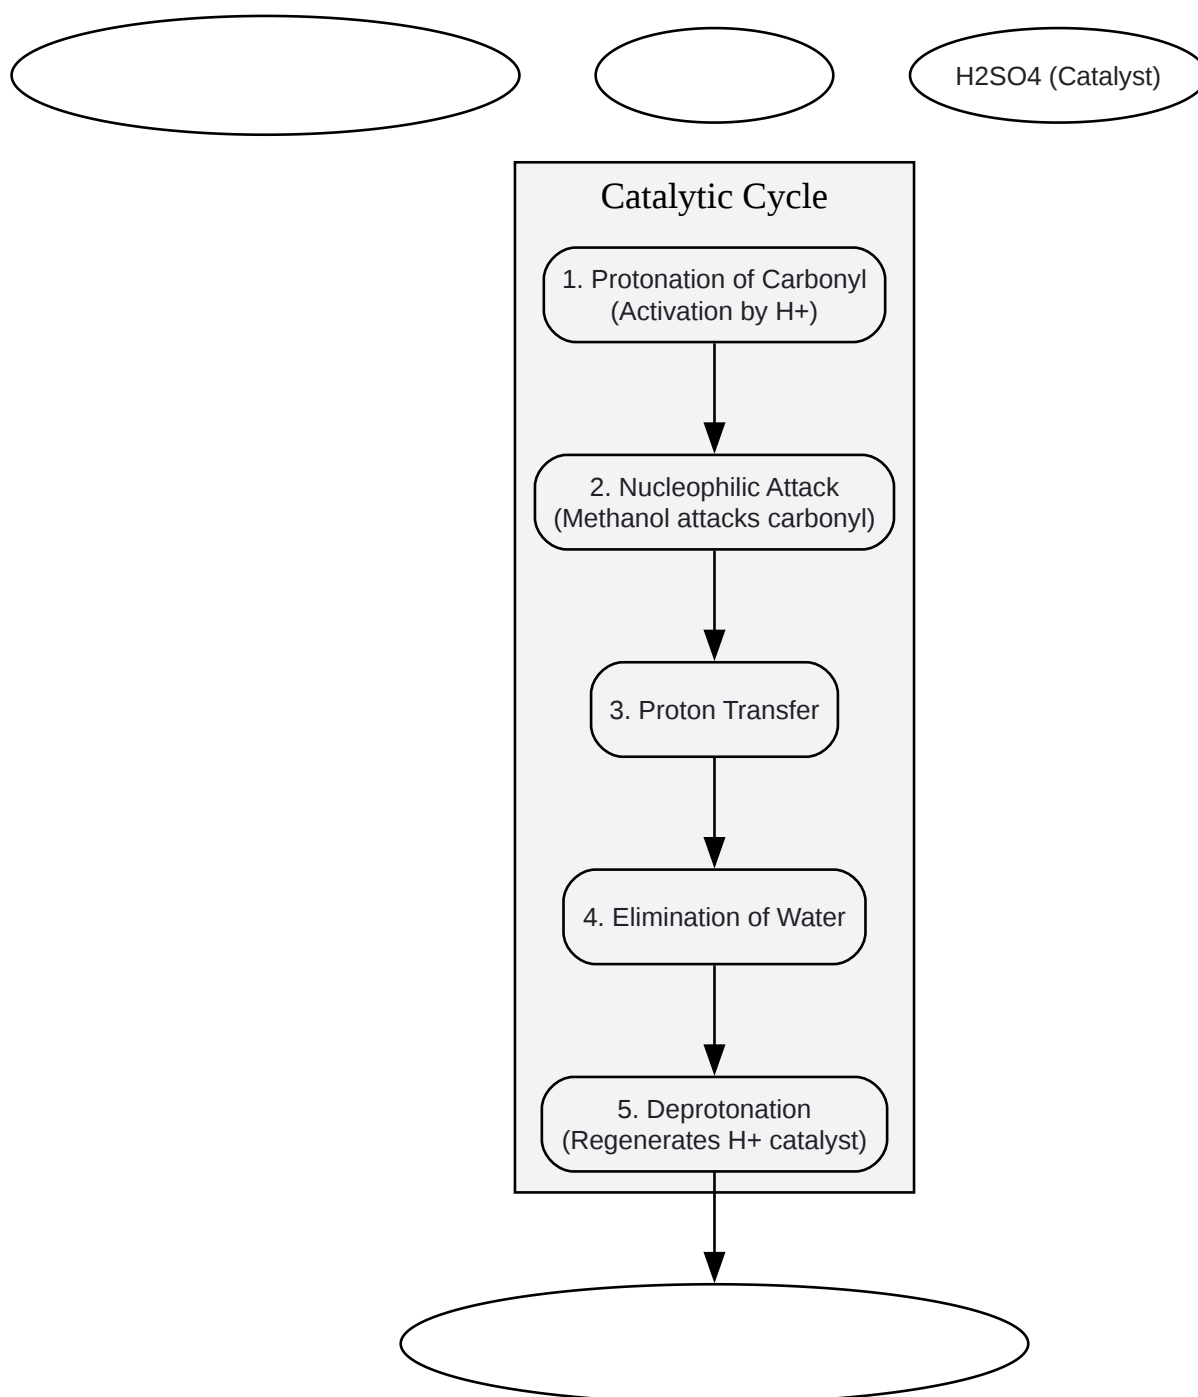 H2SO4 (Catalyst)
Catalytic Cycle
1. Protonation of Carbonyl
(Activation by H+)
2. Nucleophilic Attack
(Methanol attacks carbonyl)
3. Proton Transfer
4. Elimination of Water
5. Deprotonation
(Regenerates H+ catalyst)